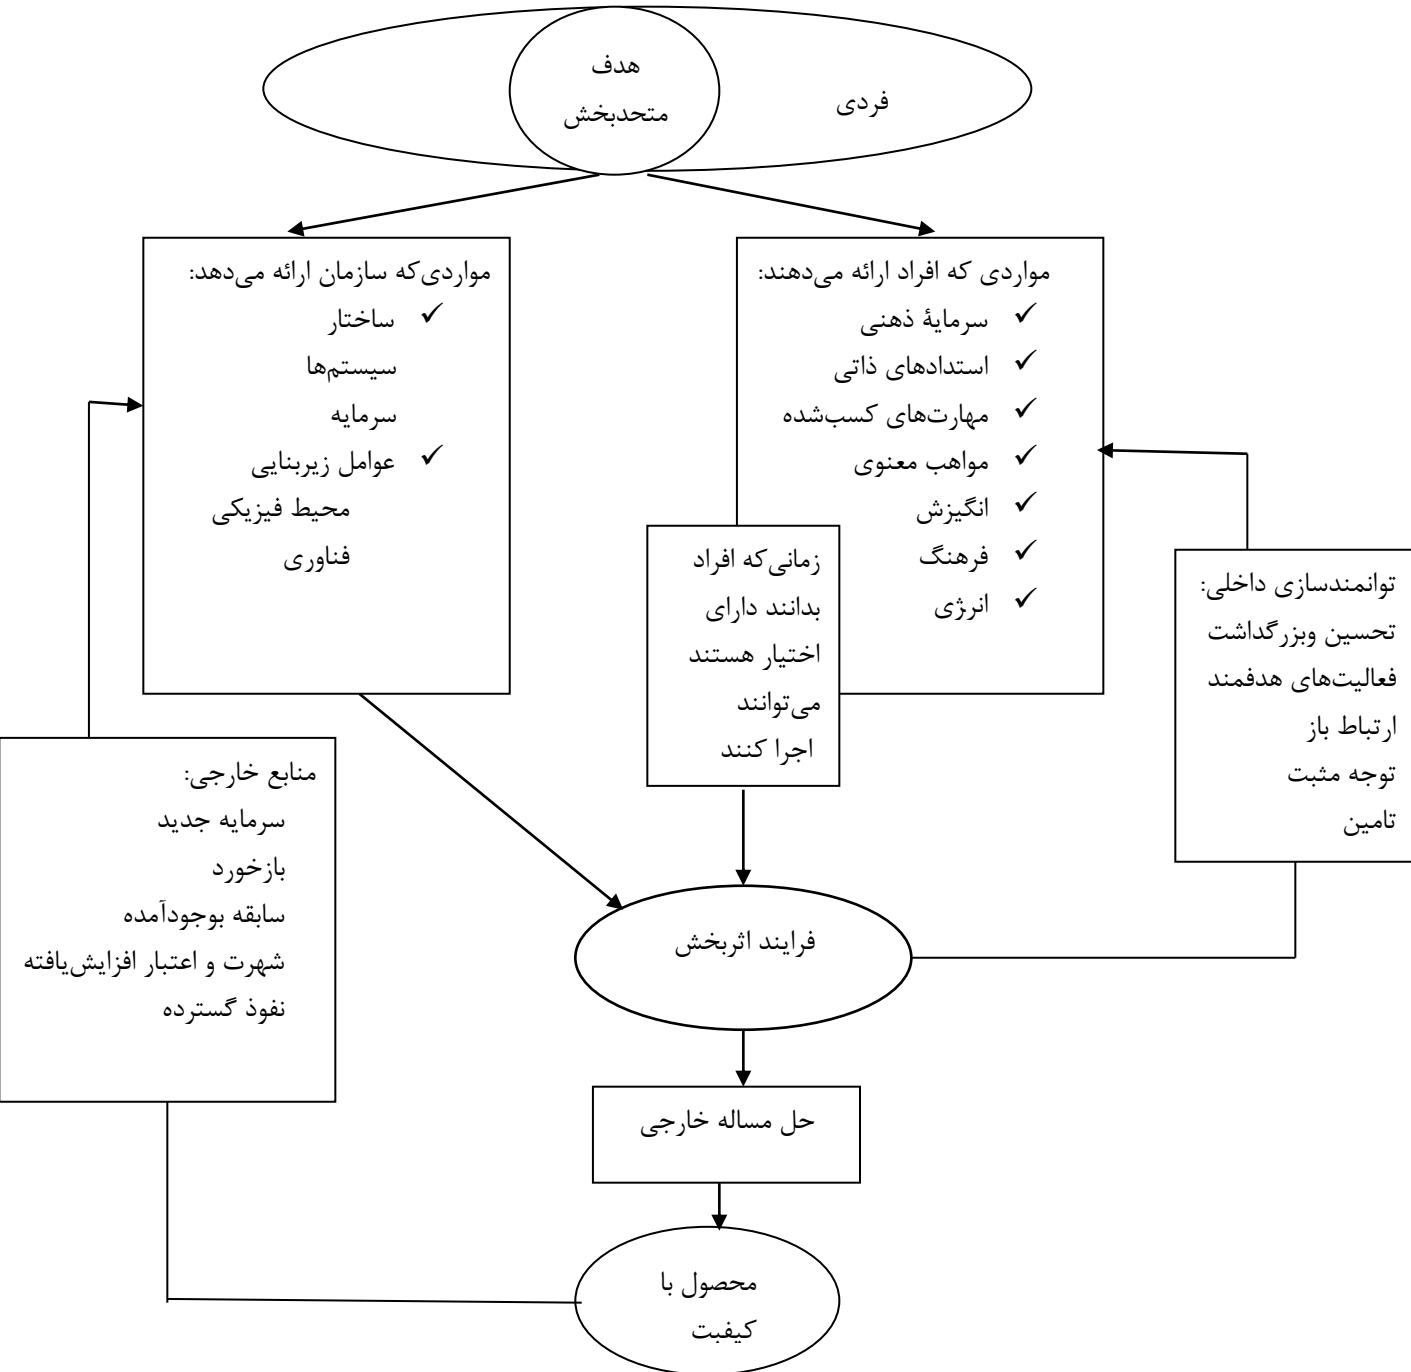 هدف
متحدبخش
فردی
مواردی که افراد ارائه می‌دهند:
✓ سرمایهٔ ذهنی
✓ استدادهای ذاتی
✓ مهارت‌های کسب‌شده
✓ مواهب معنوی
✓ انگیزش
✓ فرهنگ
✓ انرژی
مواردی‌که سازمان ارائه می‌دهد:
✓ ساختار
سیستم‌ها
سرمایه
✓ عوامل زیربنایی
محیط فیزیکی
فناوری
زمانی‌که افراد
بدانند دارای
اختیار هستند
می‌توانند
اجرا کنند
توانمندسازی داخلی:
تحسین وبزرگداشت
فعالیت‌های هدفمند
ارتباط باز
توجه مثبت
تامین
منابع خارجی:
سرمایه جدید
بازخورد
سابقه بوجودآمده
شهرت و اعتبار افزایش‌یافته
نفوذ گسترده
فرایند اثربخش
حل مساله خارجی
محصول با
کیفبت